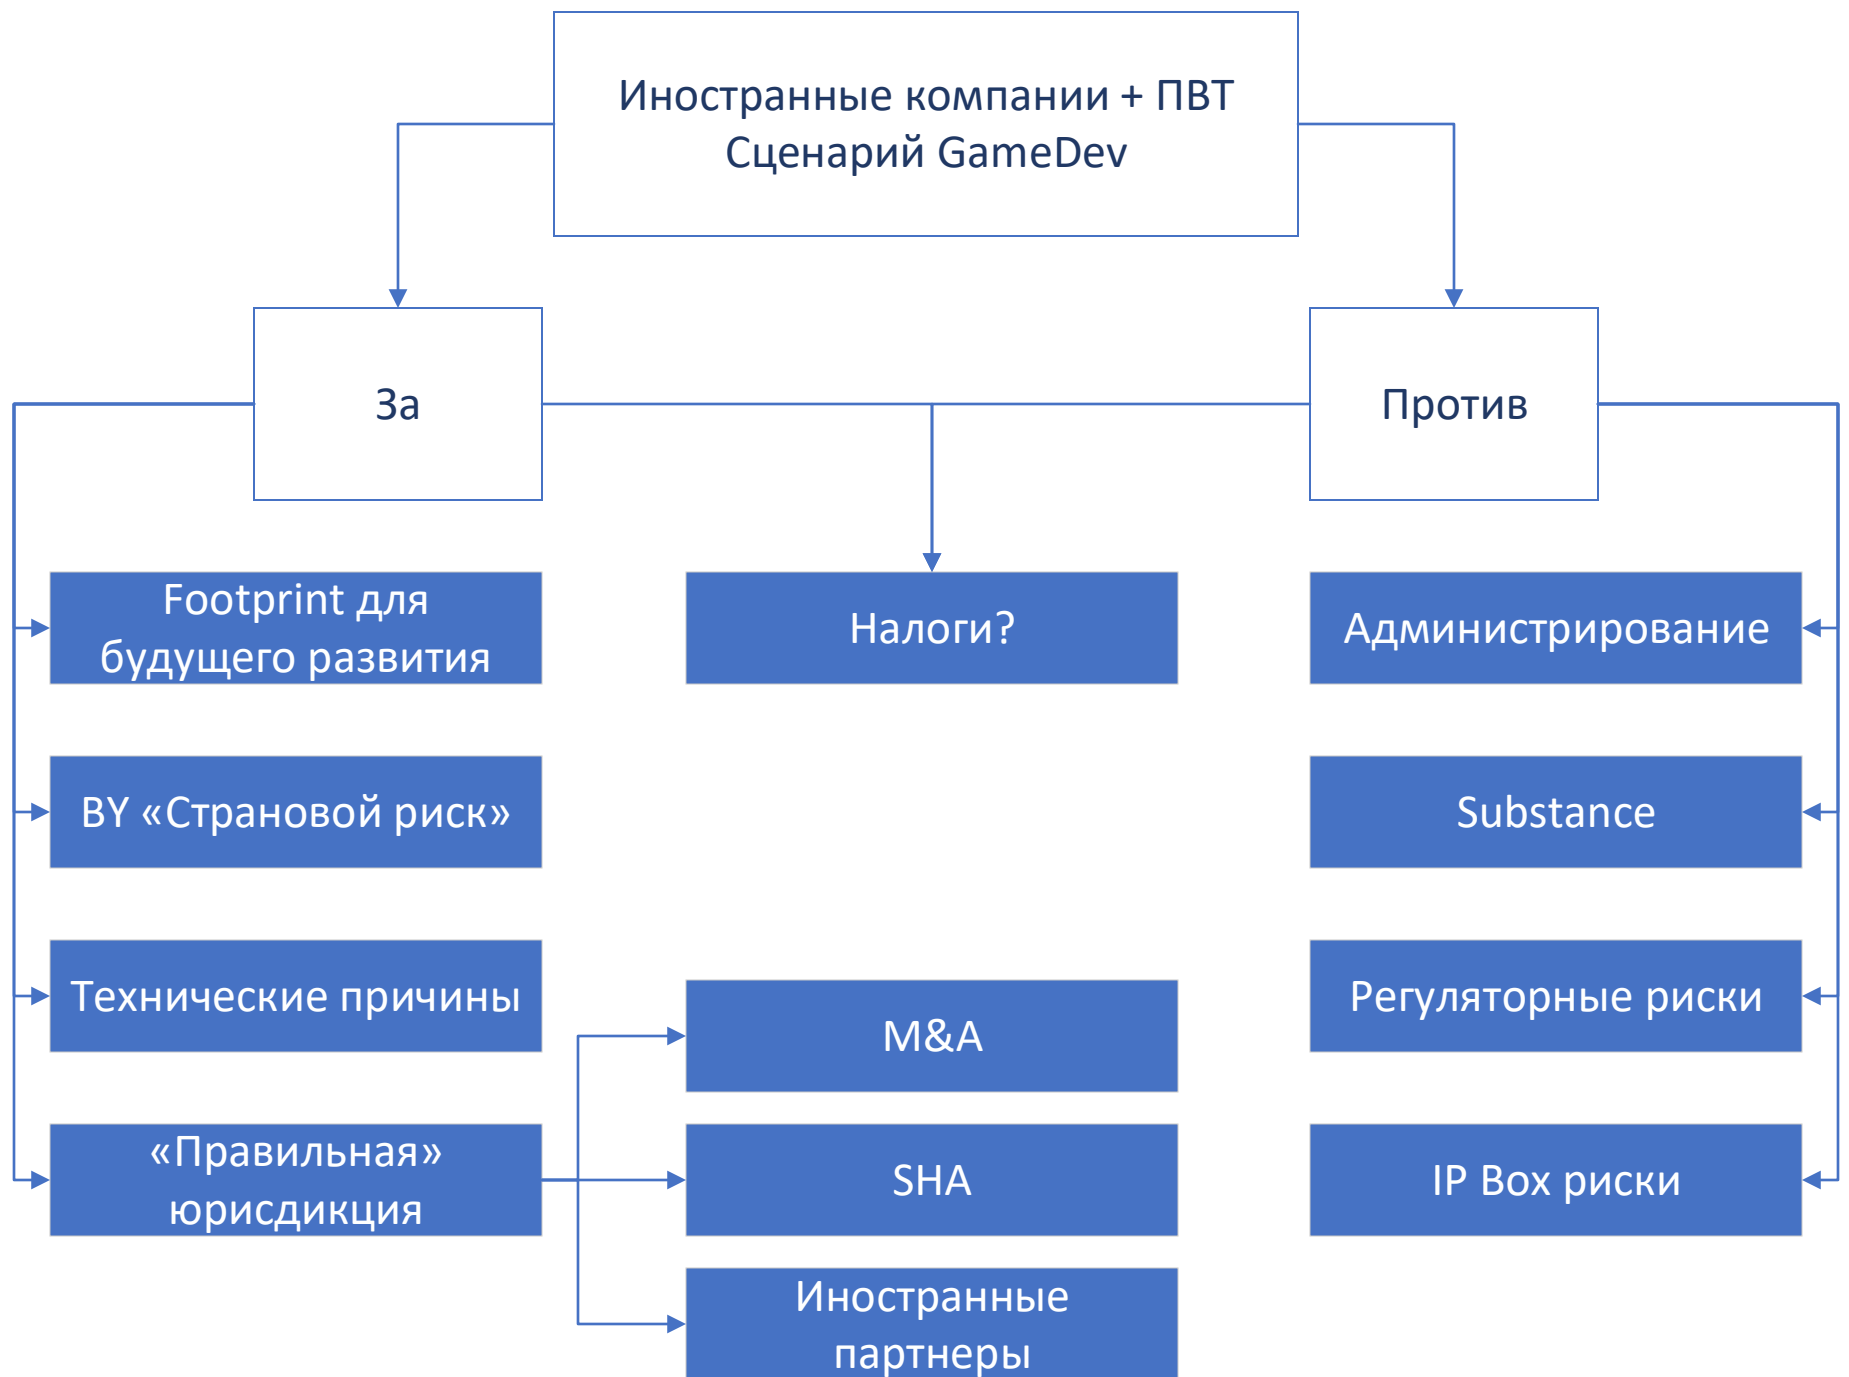 Иностранные компании + ПВТ
Сценарий GameDev
За
Против
Footprint для
будущего развития
Налоги?
Администрирование
BY «Страновой риск»
Substance
Технические причины
M&A
Регуляторные риски
«Правильная»
юрисдикция
SHA
IP Box риски
Иностранные
партнеры